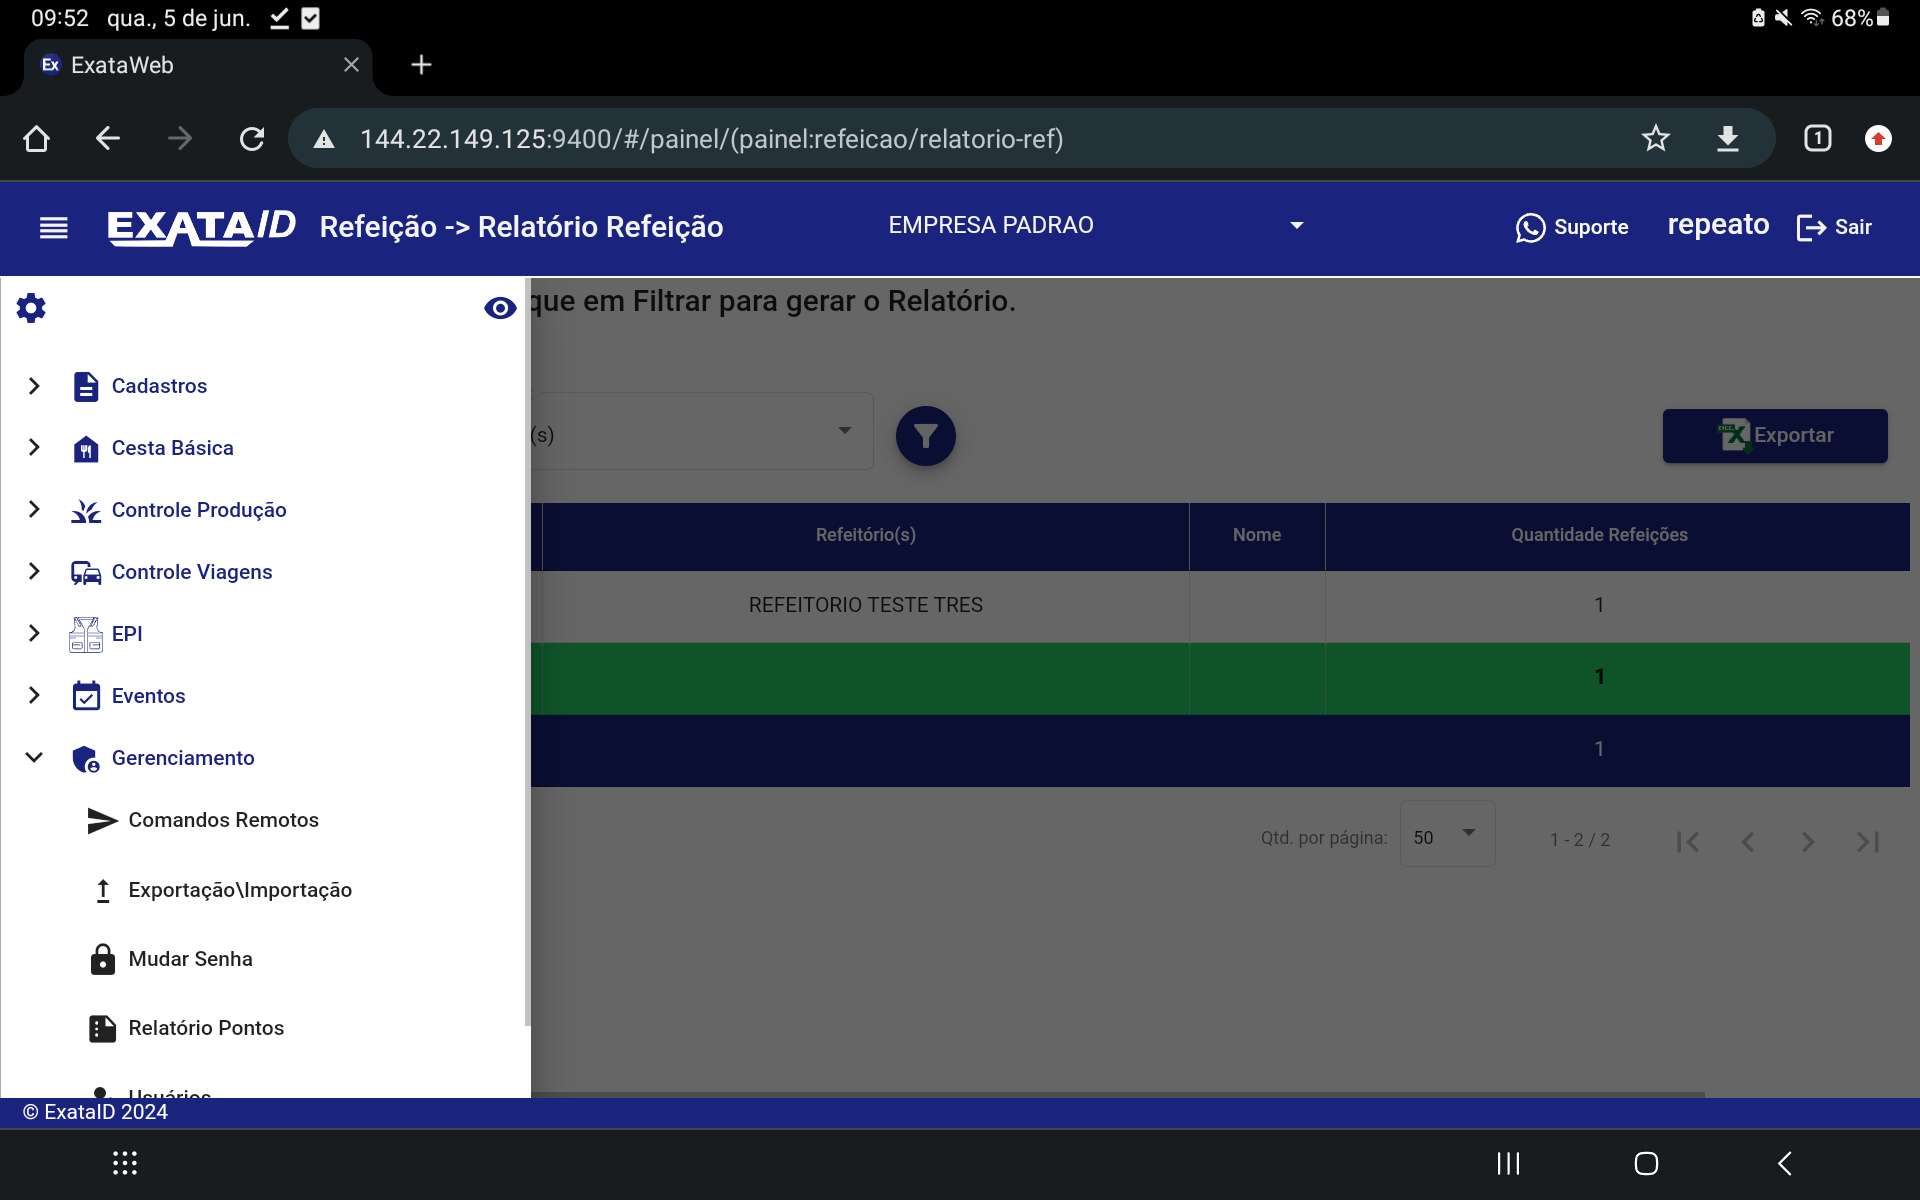 09:52 qua., 5 de jun. 68%
Ex ExataWeb
144.22.149.125:9400/#/painel/(painel:refeicao/relatorio-ref) 1
EXATAID Refeição -> Relatório Refeição EMPRESA PADRAO Suporte repeato Sair
que em Filtrar para gerar o Relatório.
Cadastros
(s) Exportar
Cesta Básica
Controle Produção
Refeitório(s) Nome Quantidade Refeições
Controle Viagens
REFEITORIO TESTE TRES 1
EPI
1
Eventos
1
Gerenciamento
Comandos Remotos
Qtd. por página: 50 1 - 2 / 2
Exportação\Importação
Mudar Senha
Relatório Pontos
Usuários
© ExataID 2024